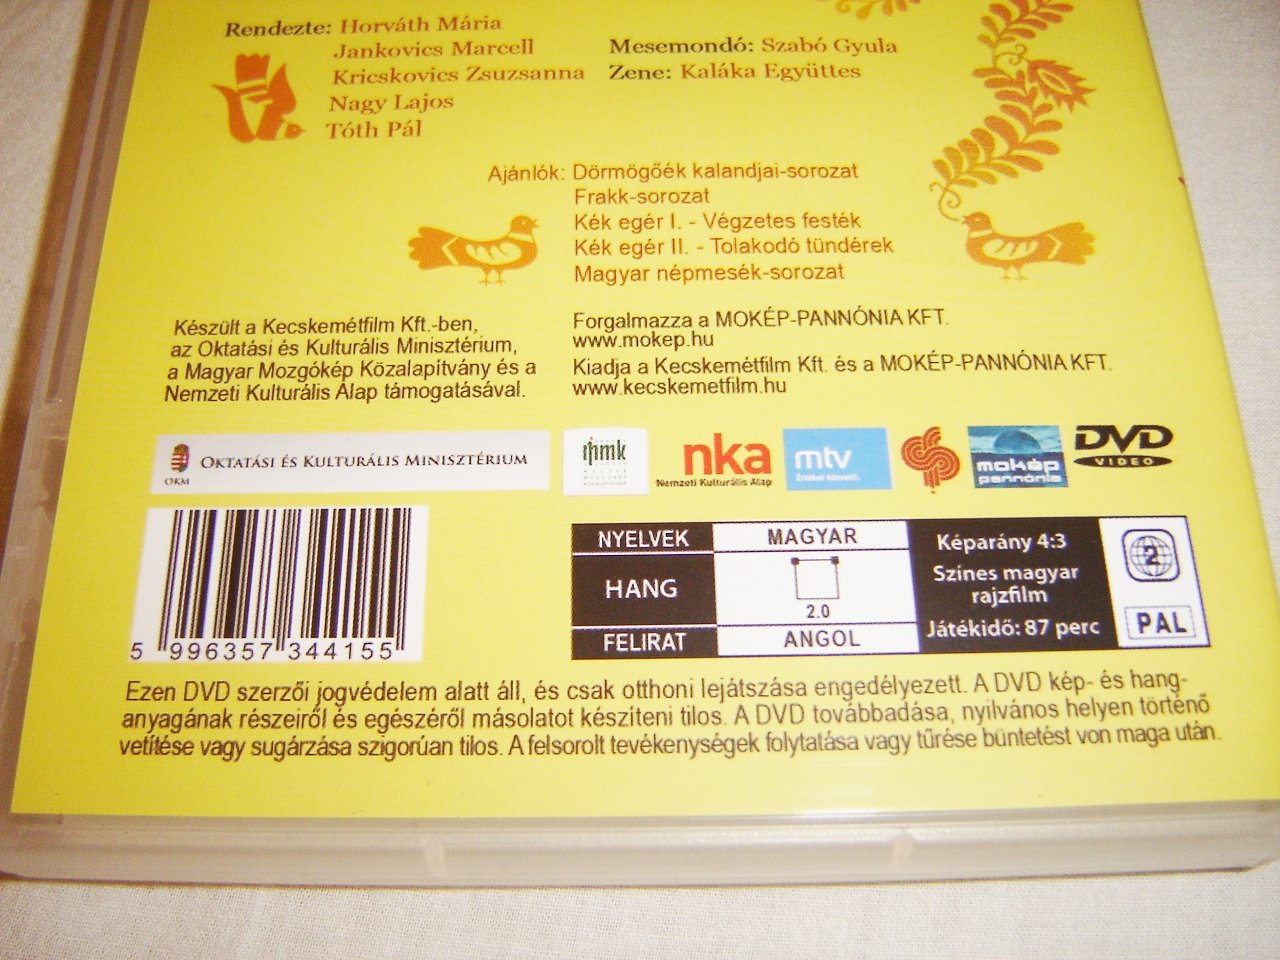 Rendezte: Horváth Mária
Jankovics Marcell
Kricskovics Zsuzsanna
Nagy Lajos
Tóth Pál
Mesemondó: Szabó Gyula
Zene: Kaláka Együttes
Ajánlók: Dörmögőék kalandjai-sorozat
Frakk-sorozat
Kék egér I. - Végzetes festék
Kék egér II. - Tolakodó tündérek
Magyar népmesék-sorozat
Készült a Kecskemétfilm Kft.-ben,
az Oktatási és Kulturális Minisztérium,
a Magyar Mozgókép Közalapítvány és a
Nemzeti Kulturális Alap támogatásával.
Forgalmazza a MOKÉP-PANNÓNIA KFT.
www.mokep.hu
Kiadja a Kecskemétfilm Kft. és a MOKÉP-PANNÓNIA KFT.
www.kecskemetfilm.hu
OKM
OKTATÁSI ÉS KULTURÁLIS MINISZTÉRIUM
mmk
nka
Nemzeti Kulturális Alap
mtv
Értéket közvetít.
mokép
pannónia
DVD
VIDEO
5 996357 344155
NYELVEK MAGYAR
HANG 2.0
FELIRAT ANGOL
Képarány 4:3
Színes magyar
rajzfilm
Játékidő: 87 perc
2
PAL
Ezen DVD szerzői jogvédelem alatt áll, és csak otthoni lejátszása engedélyezett. A DVD kép- és hang-
anyagának részeiről és egészéről másolatot készíteni tilos. A DVD továbbadása, nyilvános helyen történő
vetítése vagy sugárzása szigorúan tilos. A felsorolt tevékenységek folytatása vagy tűrése büntetést von maga után.